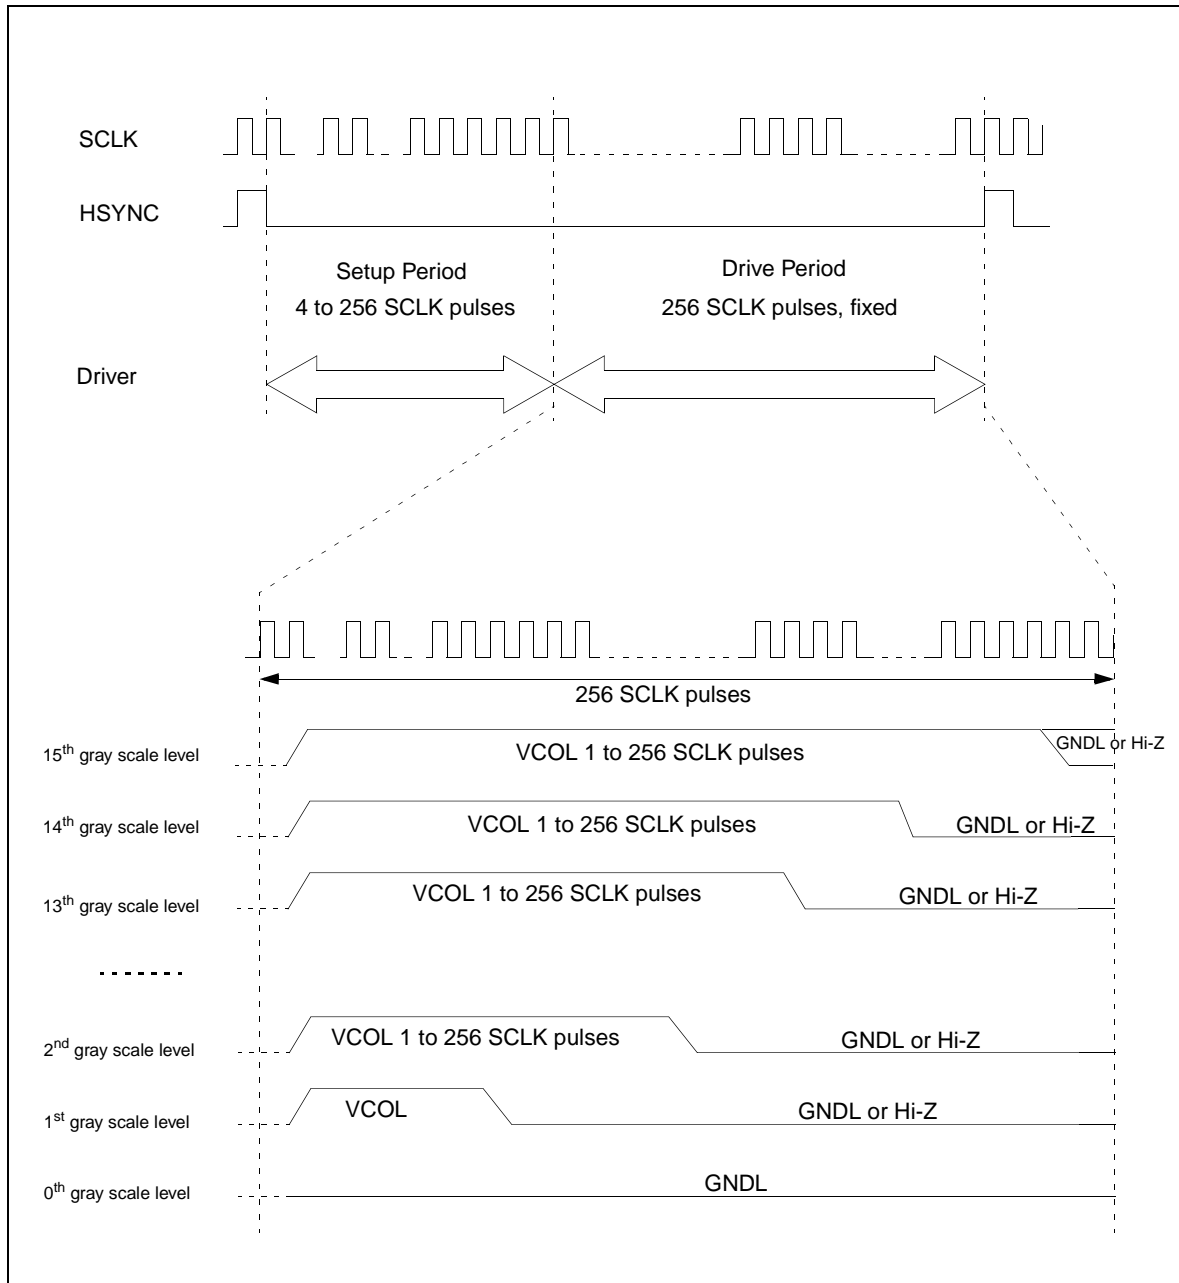 SCLK
HSYNC
Setup Period
4 to 256 SCLK pulses
Drive Period
256 SCLK pulses, fixed
Driver
256 SCLK pulses
15th gray scale level
VCOL 1 to 256 SCLK pulses
GNDL or Hi-Z
14th gray scale level
VCOL 1 to 256 SCLK pulses
GNDL or Hi-Z
13th gray scale level
VCOL 1 to 256 SCLK pulses
GNDL or Hi-Z
2nd gray scale level
VCOL 1 to 256 SCLK pulses
GNDL or Hi-Z
1st gray scale level
VCOL
GNDL or Hi-Z
0th gray scale level
GNDL